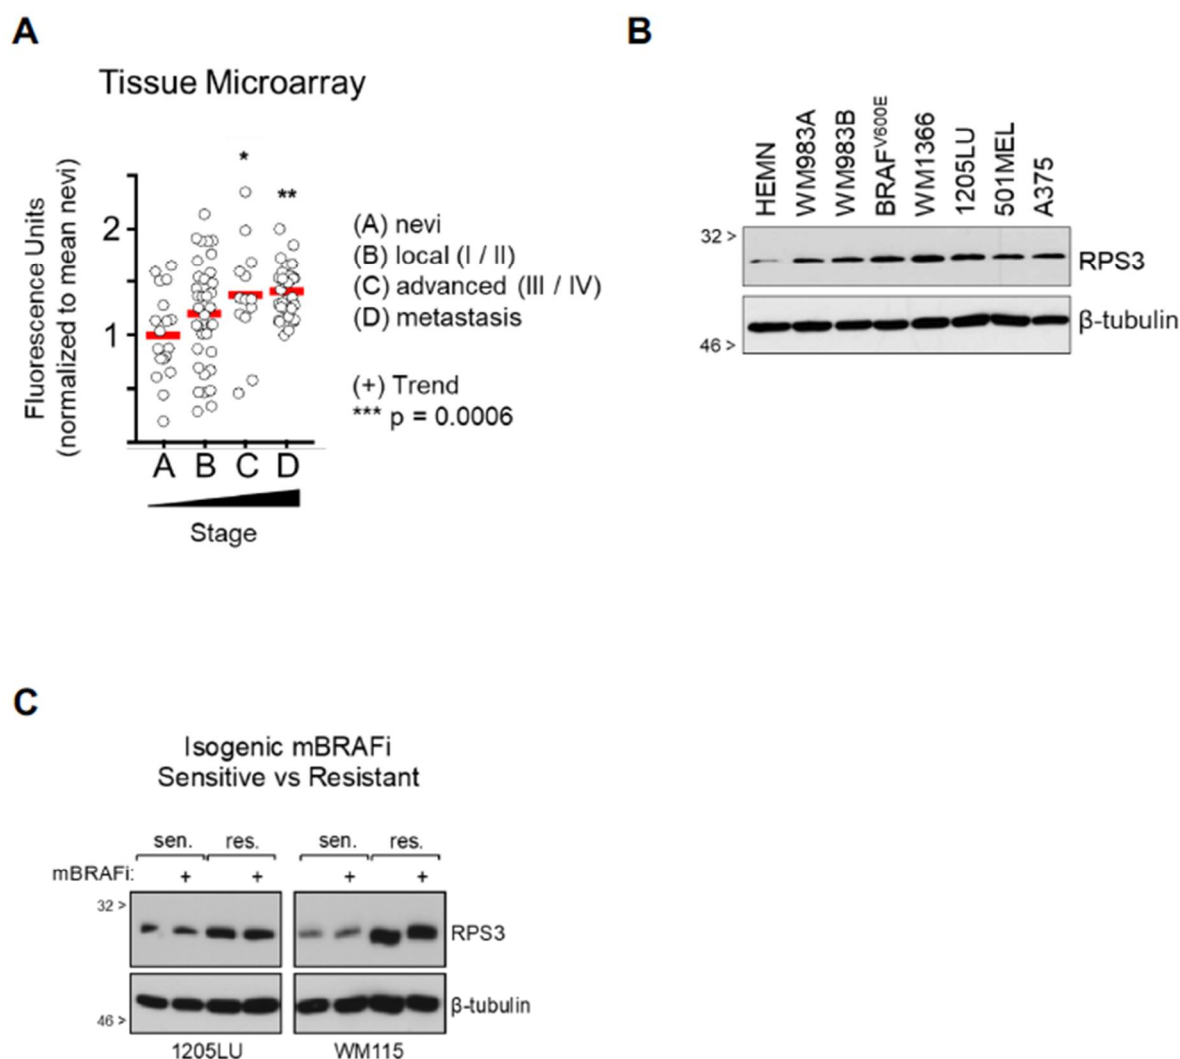 A
Tissue Microarray
Fluorescence Units
(normalized to mean nevi)
2
1
*
**
A B C D
Stage
(A) nevi
(B) local (I / II)
(C) advanced (III / IV)
(D) metastasis
(+) Trend
*** p = 0.0006
B
HEMN
WM983A
WM983B
BRAFV600E
WM1366
1205LU
501MEL
A375
32 >
RPS3
β-tubulin
46 >
C
Isogenic mBRAFi
Sensitive vs Resistant
sen. res. sen. res.
mBRAFi: + + + +
32 >
RPS3
β-tubulin
46 >
1205LU WM115